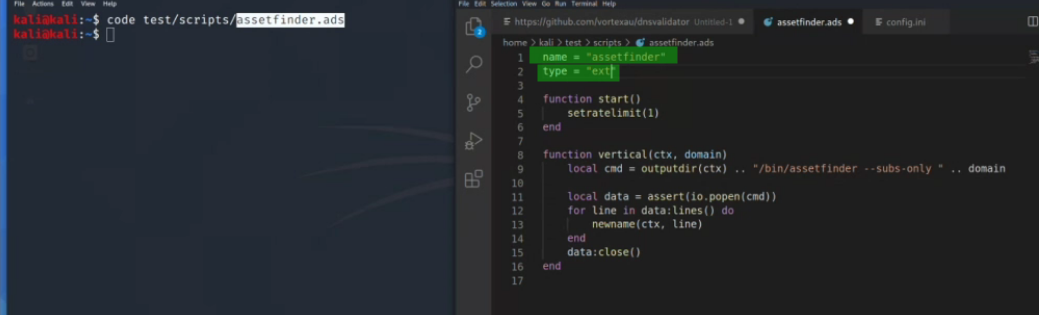 File Actions Edit View Help
kali@kali:~$ code test/scripts/assetfinder.ads
kali@kali:~$
File Edit Selection View Go Run Terminal Help
https://github.com/vortexau/dnsvalidator Untitled-1
assetfinder.ads
config.ini
home > kali > test > scripts > assetfinder.ads
2
1 name = "assetfinder"
2 type = "ext
3
4 function start()
5 setratelimit(1)
6 end
7
8 function vertical(ctx, domain)
9 local cmd = outputdir(ctx) .. "/bin/assetfinder --subs-only " .. domain
10
11 local data = assert(io.popen(cmd))
12 for line in data:lines() do
13 newname(ctx, line)
14 end
15 data:close()
16 end
17